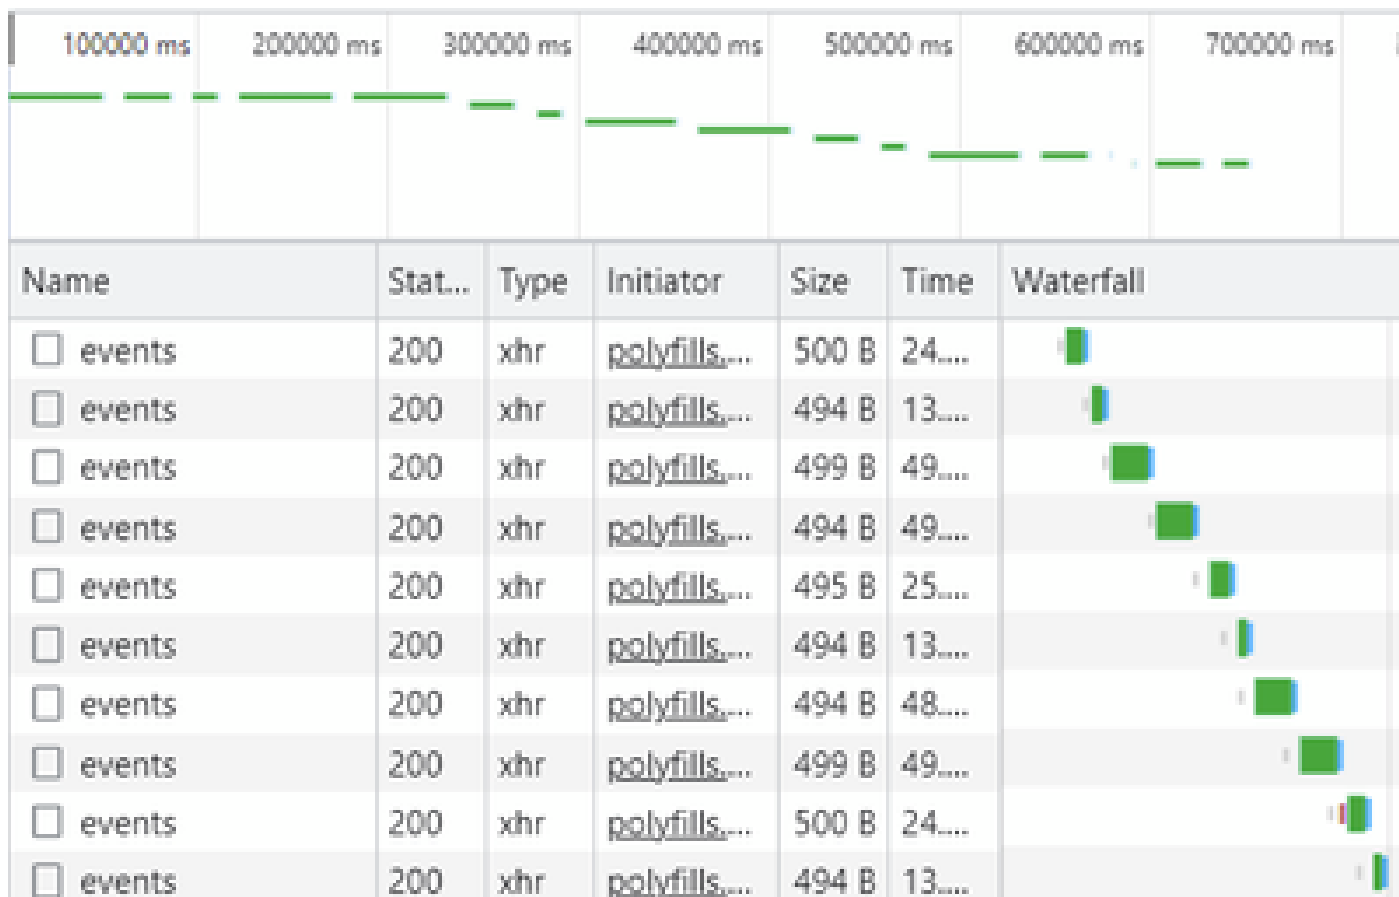 100000 ms 200000 ms 300000 ms 400000 ms 500000 ms 600000 ms 700000 ms
Name Stat... Type Initiator Size Time Waterfall
events 200 xhr polyfills.... 500 B 24....
events 200 xhr polyfills.... 494 B 13....
events 200 xhr polyfills.... 499 B 49....
events 200 xhr polyfills.... 494 B 49....
events 200 xhr polyfills.... 495 B 25....
events 200 xhr polyfills.... 494 B 13....
events 200 xhr polyfills.... 494 B 48....
events 200 xhr polyfills.... 499 B 49....
events 200 xhr polyfills.... 500 B 24....
events 200 xhr polyfills.... 494 B 13....